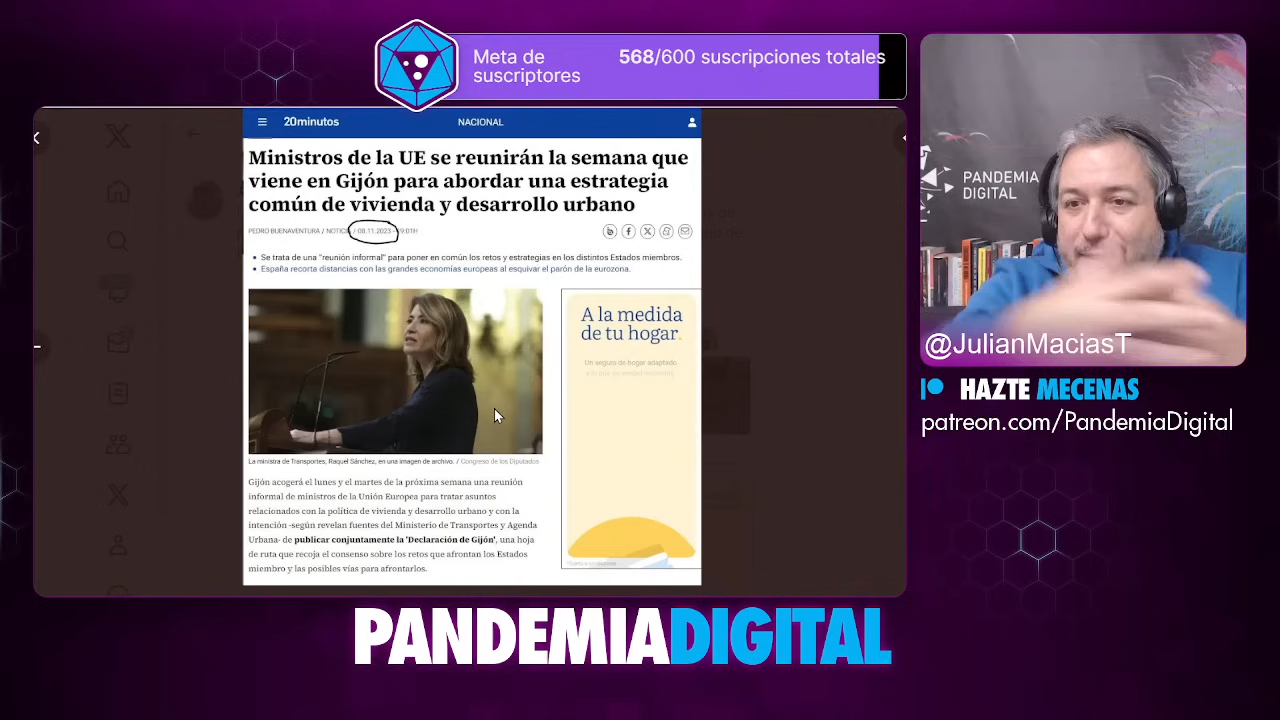 Meta de
suscriptores
568/600 suscripciones totales
20minutos
NACIONAL
Ministros de la UE se reunirán la semana que
viene en Gijón para abordar una estrategia
común de vivienda y desarrollo urbano
PEDRO BUENAVENTURA / NOTICIA / 08.11.2023 -
Se trata de una "reunión informal" para poner en común los retos y estrategias en los distintos Estados miembros.
España recorta distancias con las grandes economías europeas al esquivar el parón de la eurozona.
La ministra de Transportes, Raquel Sánchez, en una imagen de archivo. / Congreso de los Diputados
Gijón acogerá el lunes y el martes de la próxima semana una reunión
informal de ministros de la Unión Europea para tratar asuntos
relacionados con la política de vivienda y desarrollo urbano y con la
intención -según revelan fuentes del Ministerio de Transportes y Agenda
Urbana- de publicar conjuntamente la 'Declaración de Gijón', una hoja
de ruta que recoja el consenso sobre los retos que afrontan los Estados
miembro y las posibles vías para afrontarlos.
A la medida
de tu hogar.
Un seguro de hogar adaptado
PANDEMIA
DIGITAL
@JulianMaciasT
HAZTE MECENAS
patreon.com/PandemiaDigital
PANDEMIADIGITAL